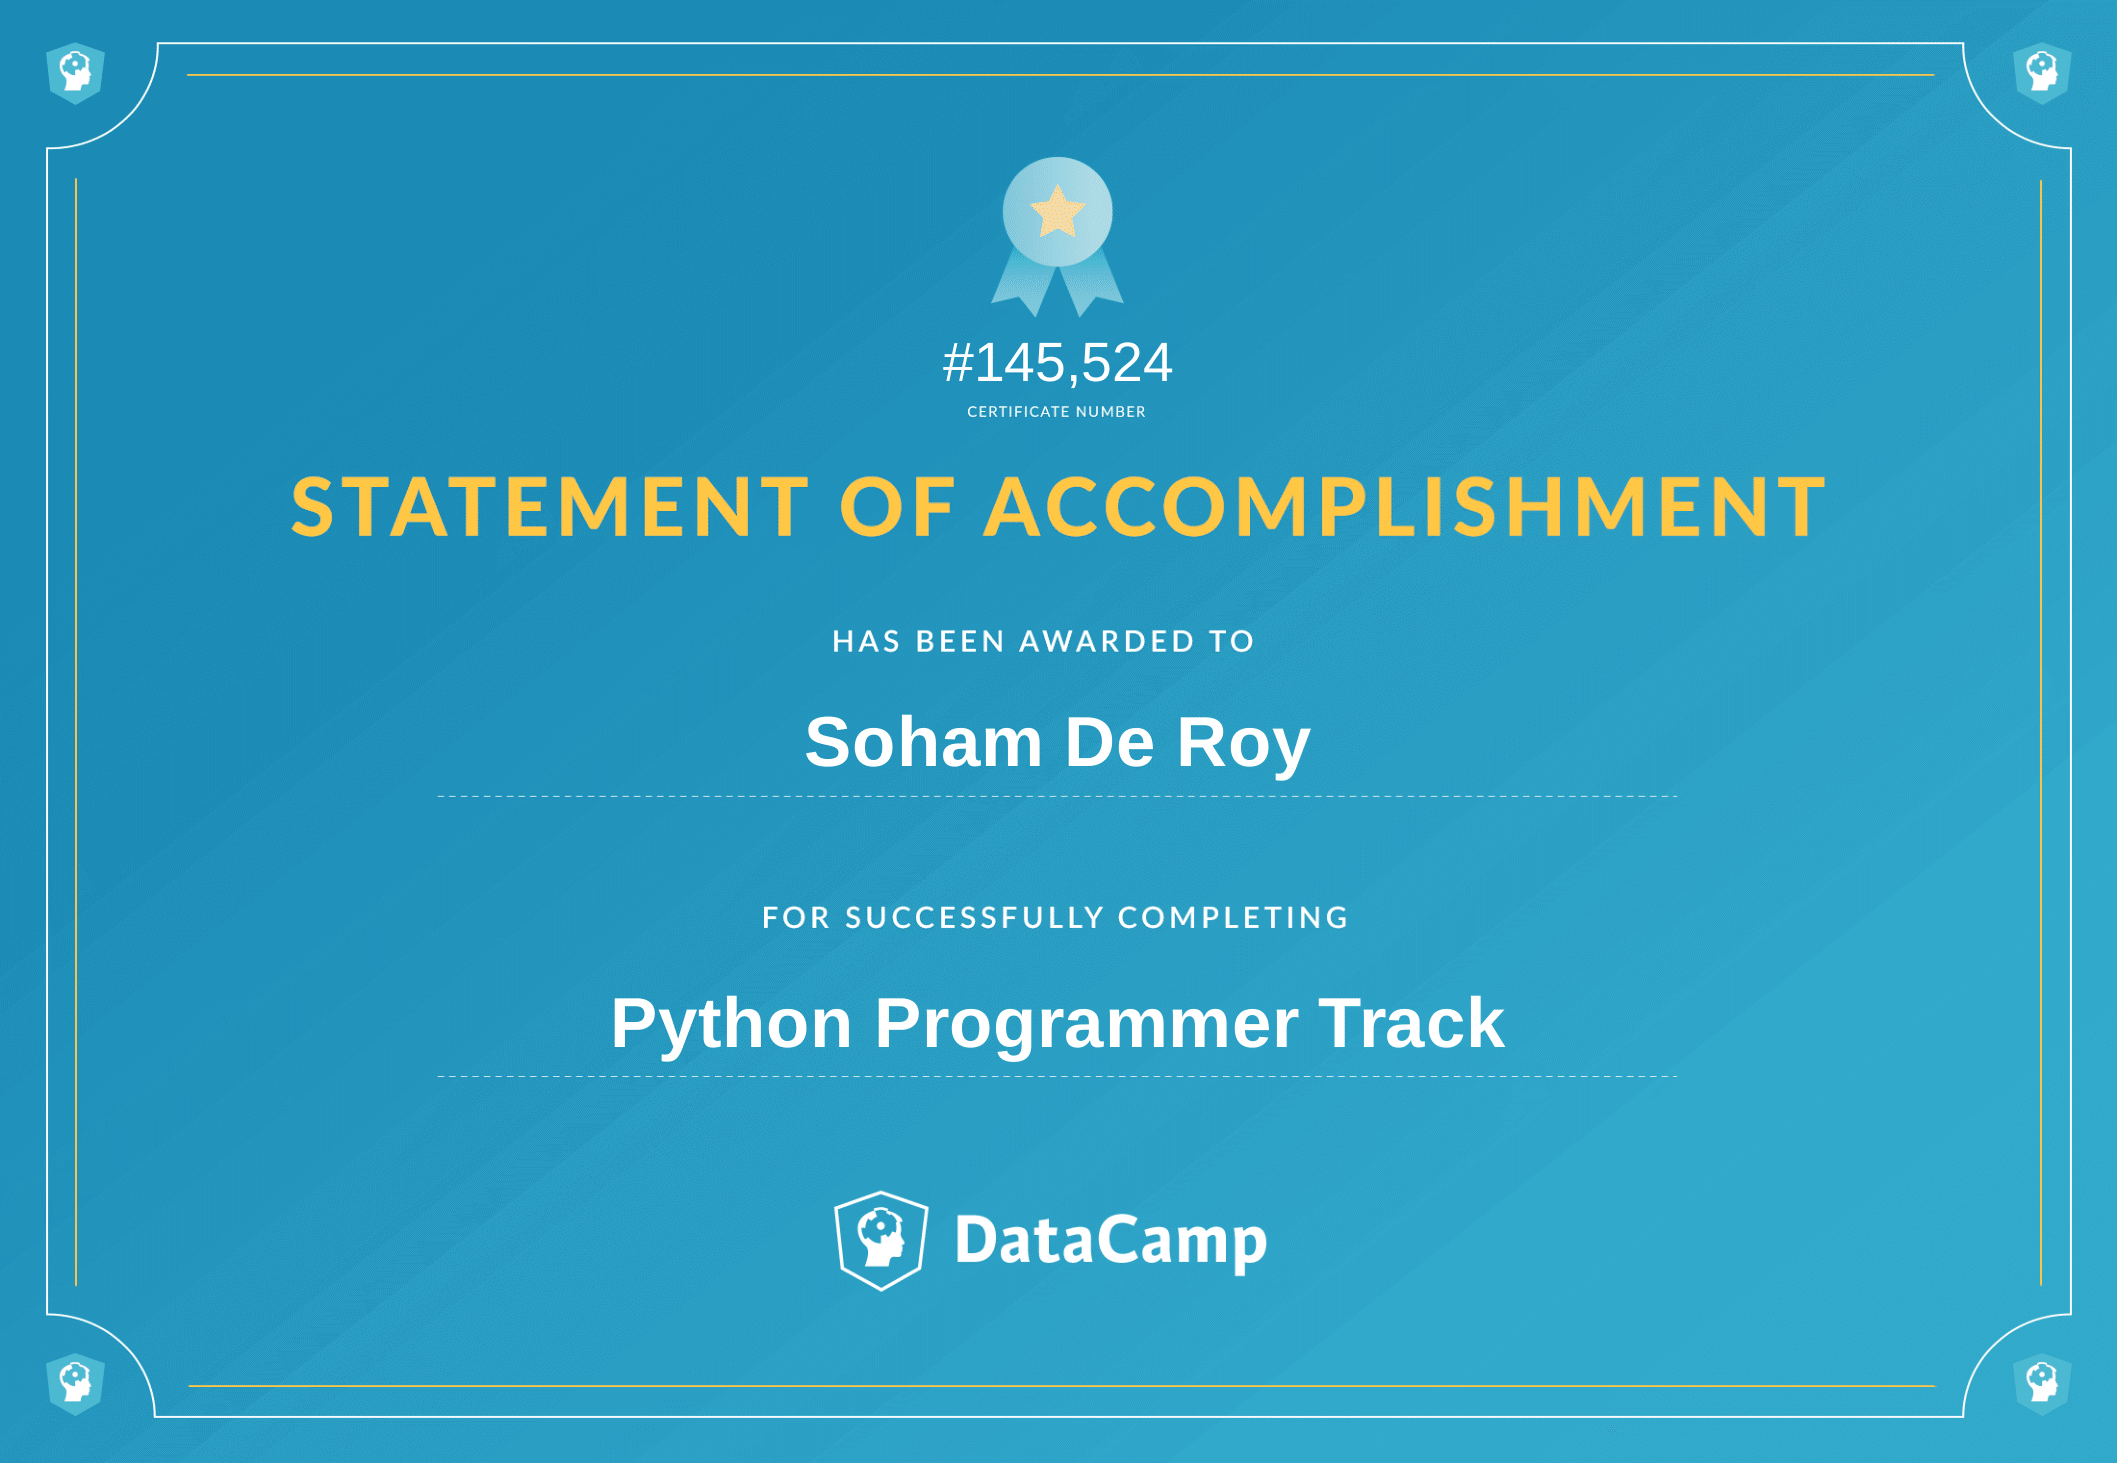 #145,524
CERTIFICATE NUMBER
STATEMENT OF ACCOMPLISHMENT
HAS BEEN AWARDED TO
Soham De Roy
FOR SUCCESSFULLY COMPLETING
Python Programmer Track
DataCamp